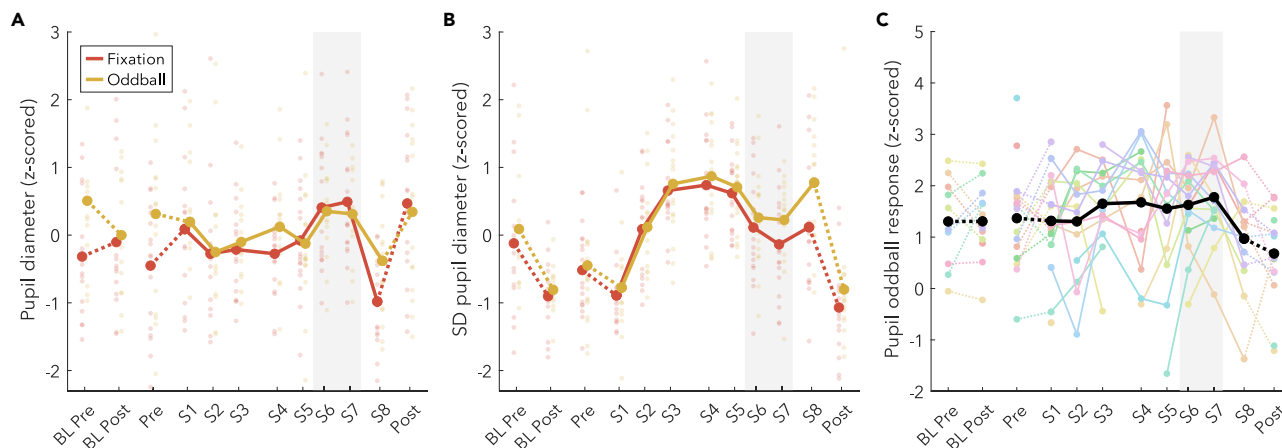 A
Pupil diameter (z-scored)
3
2
1
0
-1
-2
Fixation
Oddball
BL Pre
BL Post
Pre
S1
S2
S3
S4
S5
S6
S7
S8
Post
B
SD pupil diameter (z-scored)
3
2
1
0
-1
-2
BL Pre
BL Post
Pre
S1
S2
S3
S4
S5
S6
S7
S8
Post
C
Pupil oddball response (z-scored)
5
4
3
2
1
0
-1
-2
BL Pre
BL Post
Pre
S1
S2
S3
S4
S5
S6
S7
S8
Post